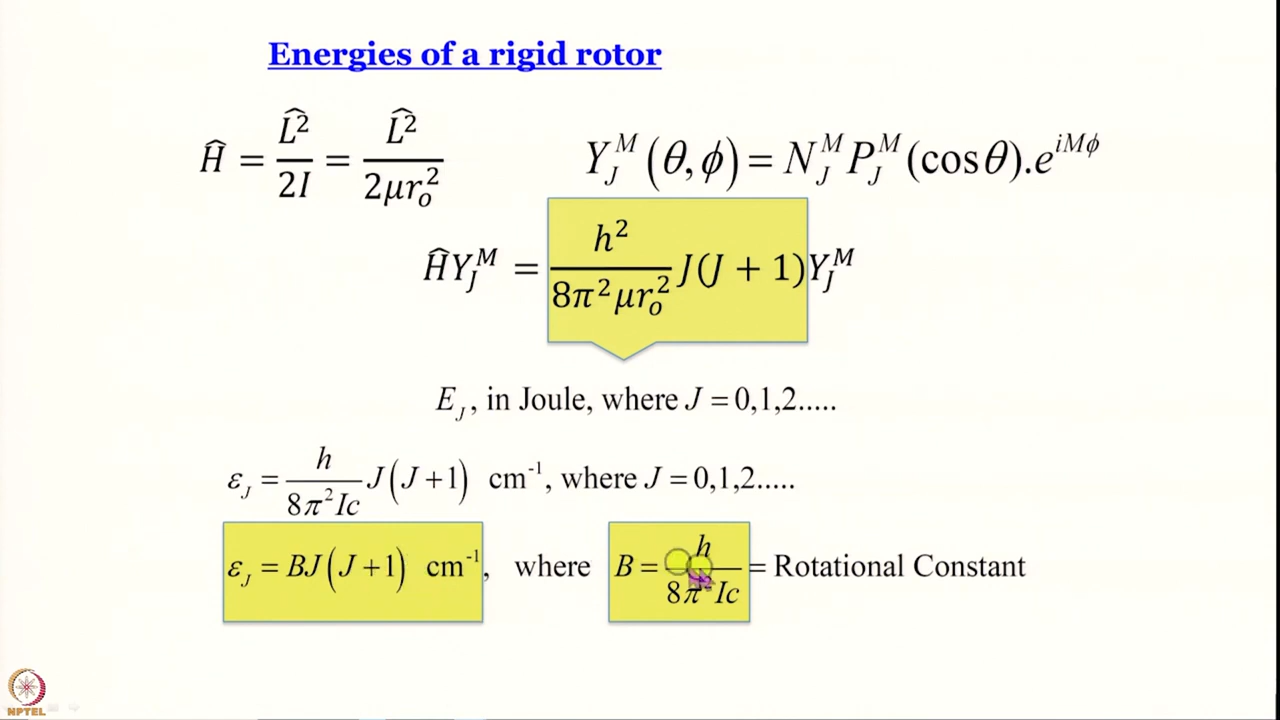 Energies of a rigid rotor
Ĥ = L̂²/2I = L̂²/2μr₀²    Y_J^M(θ,ϕ) = N_J^M P_J^M(cosθ).e^{iMϕ}
ĤY_J^M = h²/8π²μr₀² J(J + 1)Y_J^M
E_J, in Joule, where J = 0,1,2.....
ε_J = h/8π²Ic J(J+1) cm⁻¹, where J = 0,1,2.....
ε_J = BJ(J+1) cm⁻¹, where B = h/8π²Ic = Rotational Constant
NPTEL